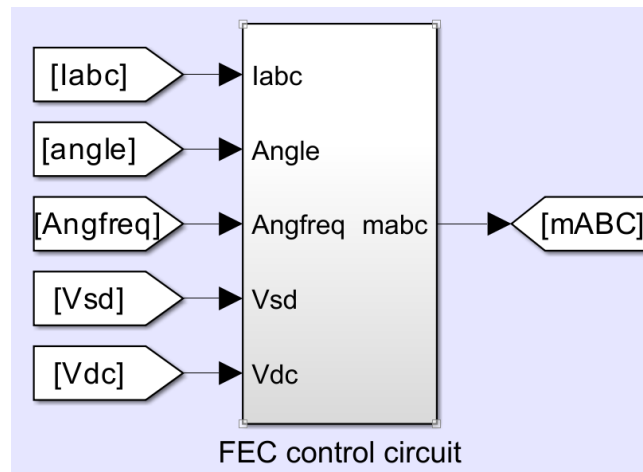 [Iabc] Iabc
[angle] Angle
[Angfreq] Angfreq mabc [mABC]
[Vsd] Vsd
[Vdc] Vdc
FEC control circuit